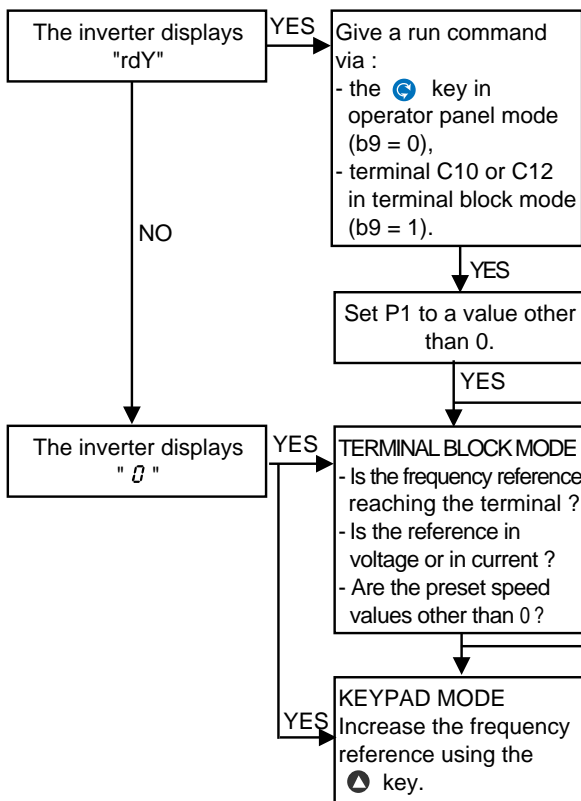 The inverter displays
"rdY"
YES
Give a run command
via :
- the key in
operator panel mode
(b9 = 0),
- terminal C10 or C12
in terminal block mode
(b9 = 1).
NO
YES
Set P1 to a value other
than 0.
YES
The inverter displays
" 0 "
YES
TERMINAL BLOCK MODE
- Is the frequency reference
reaching the terminal ?
- Is the reference in
voltage or in current ?
- Are the preset speed
values other than 0 ?
YES
KEYPAD MODE
Increase the frequency
reference using the
key.